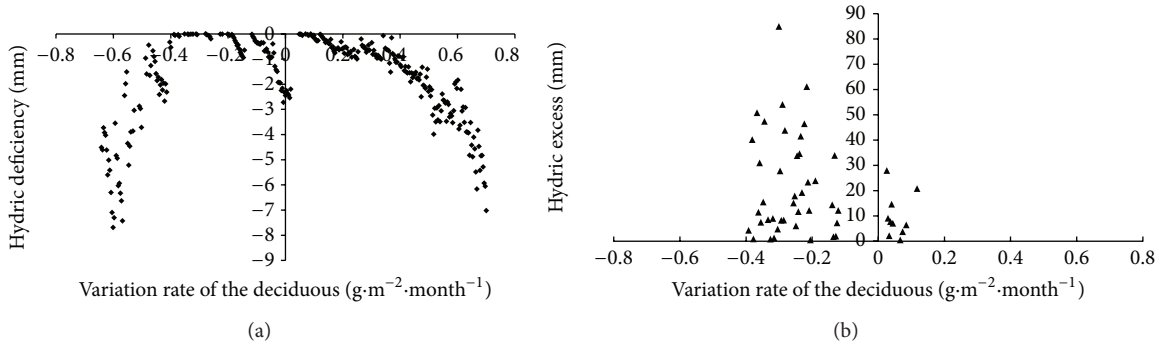 0
−0.8 −0.6 −0.4 −0.2 0 0.2 0.4 0.6 0.8
−1
−2
−3
−4
−5
−6
−7
−8
−9
Hydric deficiency (mm)
Variation rate of the deciduous (g·m−2·month−1)
(a)
90
80
70
60
50
40
30
20
10
0
−0.8 −0.6 −0.4 −0.2 0 0.2 0.4 0.6 0.8
Hydric excess (mm)
Variation rate of the deciduous (g·m−2·month−1)
(b)